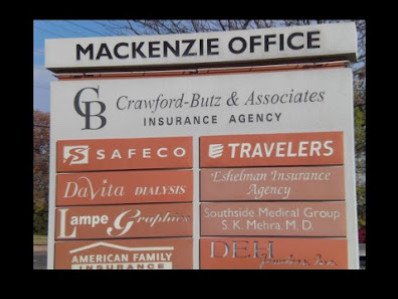 MACKENZIE OFFICE
CB Crawford-Butz & Associates
INSURANCE AGENCY
SAFECO
TRAVELERS
DaVita DIALYSIS
Eshelman Insurance
Agency
Lampe Graphics
Southside Medical Group
S. K. Mehra, M. D.
AMERICAN FAMILY
INSURANCE
DEH